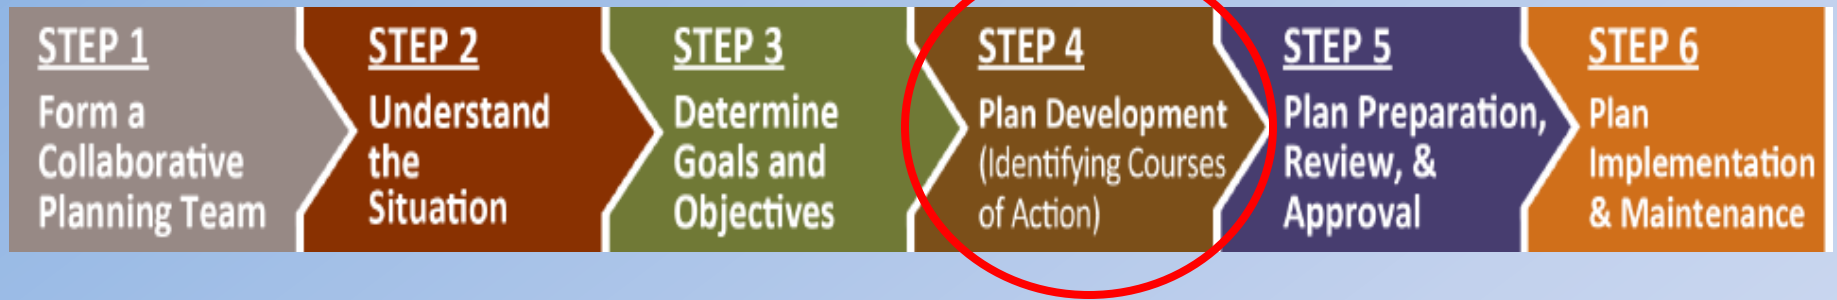 STEP 1
Form a
Collaborative
Planning Team
STEP 2
Understand
the
Situation
STEP 3
Determine
Goals and
Objectives
STEP 4
Plan Development
(Identifying Courses
of Action)
STEP 5
Plan Preparation,
Review, &
Approval
STEP 6
Plan
Implementation
& Maintenance